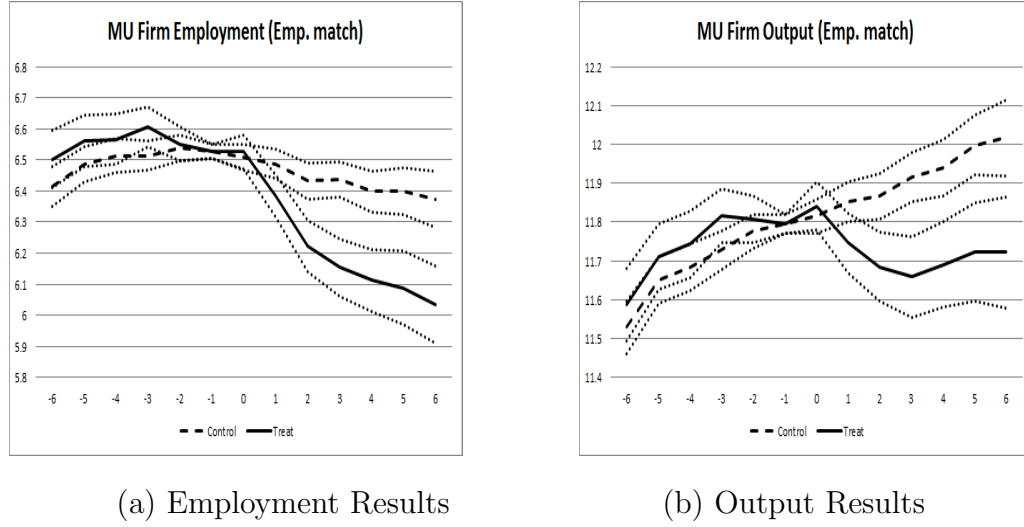 MU Firm Employment (Emp. match)
6.8
6.7
6.6
6.5
6.4
6.3
6.2
6.1
6
5.9
5.8
-6 -5 -4 -3 -2 -1 0 1 2 3 4 5 6
Control Treat
(a) Employment Results
MU Firm Output (Emp. match)
12.2
12.1
12
11.9
11.8
11.7
11.6
11.5
11.4
-6 -5 -4 -3 -2 -1 0 1 2 3 4 5 6
Control Treat
(b) Output Results